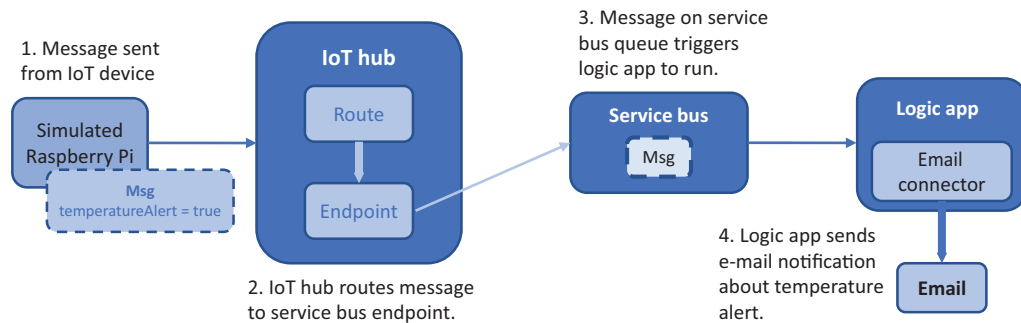 1. Message sent
from IoT device
Simulated
Raspberry Pi
Msg
temperatureAlert = true
IoT hub
Route
Endpoint
2. IoT hub routes message
to service bus endpoint.
3. Message on service
bus queue triggers
logic app to run.
Service bus
Msg
Logic app
Email
connector
4. Logic app sends
e-mail notification
about temperature
alert.
Email